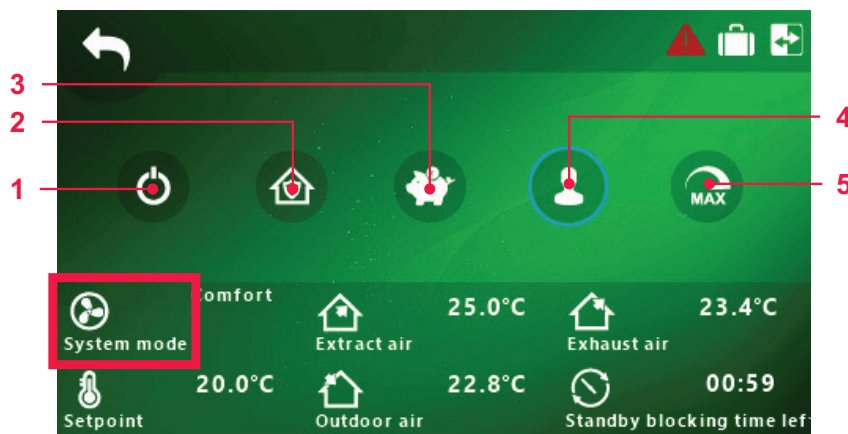 3
2
4
1
5
MAX
Comfort
25.0°C
23.4°C
System mode
Extract air
Exhaust air
20.0°C
22.8°C
00:59
Setpoint
Outdoor air
Standby blocking time lef